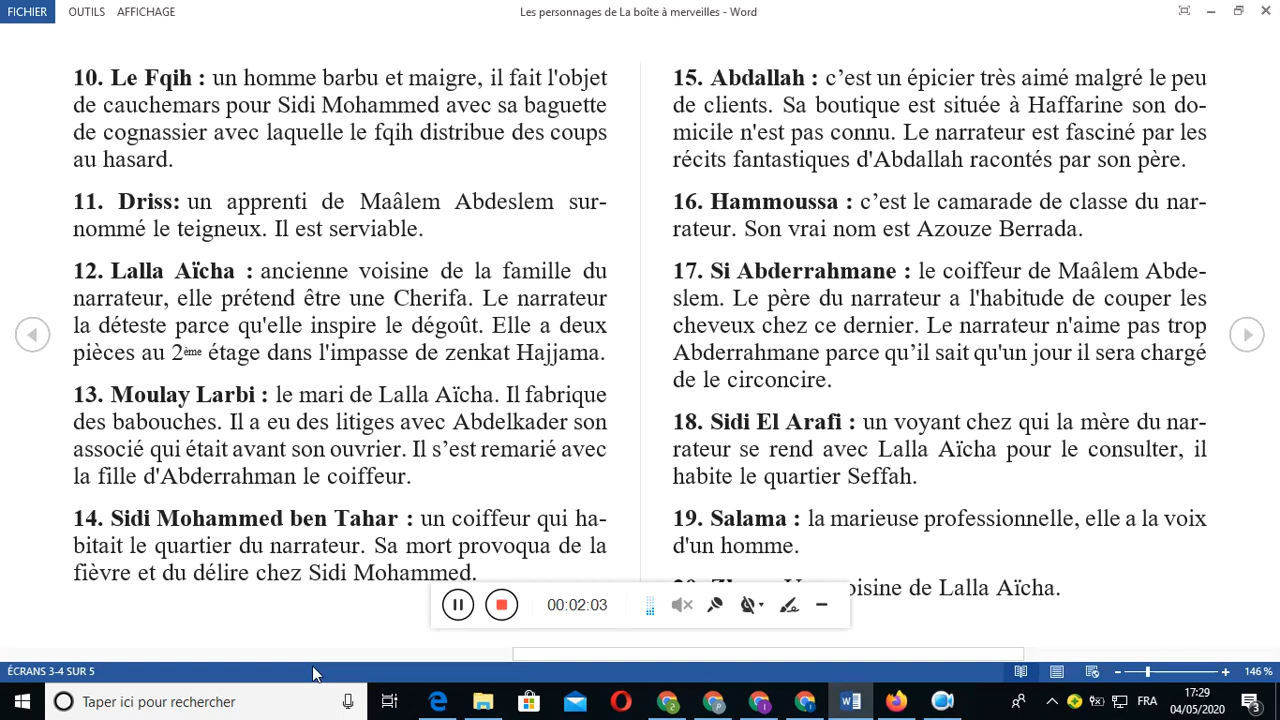 FICHIER OUTILS AFFICHAGE
Les personnages de La boîte à merveilles - Word
10. Le Fqih : un homme barbu et maigre, il fait l'objet
de cauchemars pour Sidi Mohammed avec sa baguette
de cognassier avec laquelle le fqih distribue des coups
au hasard.
11. Driss: un apprenti de Maâlem Abdeslem sur-
nommé le teigneux. Il est serviable.
12. Lalla Aïcha : ancienne voisine de la famille du
narrateur, elle prétend être une Cherifa. Le narrateur
la déteste parce qu'elle inspire le dégoût. Elle a deux
pièces au 2ème étage dans l'impasse de zenkat Hajjama.
13. Moulay Larbi : le mari de Lalla Aïcha. Il fabrique
des babouches. Il a eu des litiges avec Abdelkader son
associé qui était avant son ouvrier. Il s’est remarié avec
la fille d'Abderrahman le coiffeur.
14. Sidi Mohammed ben Tahar : un coiffeur qui ha-
bitait le quartier du narrateur. Sa mort provoqua de la
fièvre et du délire chez Sidi Mohammed.
15. Abdallah : c’est un épicier très aimé malgré le peu
de clients. Sa boutique est située à Haffarine son do-
micile n'est pas connu. Le narrateur est fasciné par les
récits fantastiques d'Abdallah racontés par son père.
16. Hammoussa : c’est le camarade de classe du nar-
rateur. Son vrai nom est Azouze Berrada.
17. Si Abderrahmane : le coiffeur de Maâlem Abde-
slem. Le père du narrateur a l'habitude de couper les
cheveux chez ce dernier. Le narrateur n'aime pas trop
Abderrahmane parce qu’il sait qu'un jour il sera chargé
de le circoncire.
18. Sidi El Arafi : un voyant chez qui la mère du nar-
rateur se rend avec Lalla Aïcha pour le consulter, il
habite le quartier Seffah.
19. Salama : la marieuse professionnelle, elle a la voix
d'un homme.
de Lalla Aïcha.
00:02:03
ÉCRANS 3-4 SUR 5
146 %
Taper ici pour rechercher
FRA
17:29
04/05/2020
3